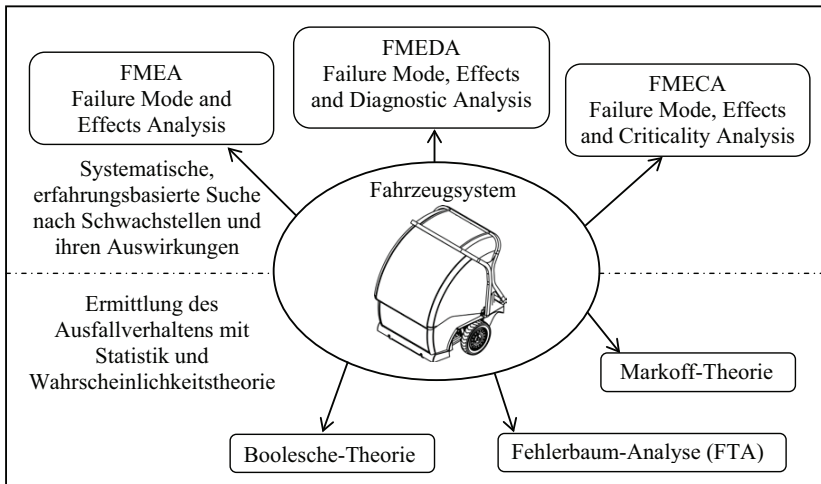 FMEA
Failure Mode and
Effects Analysis
FMEDA
Failure Mode, Effects
and Diagnostic Analysis
FMECA
Failure Mode, Effects
and Criticality Analysis
Systematische,
erfahrungsbasierte Suche
nach Schwachstellen und
ihren Auswirkungen
Fahrzeugsystem
Ermittlung des
Ausfallverhaltens mit
Statistik und
Wahrscheinlichkeitstheorie
Markoff-Theorie
Boolesche-Theorie
Fehlerbaum-Analyse (FTA)